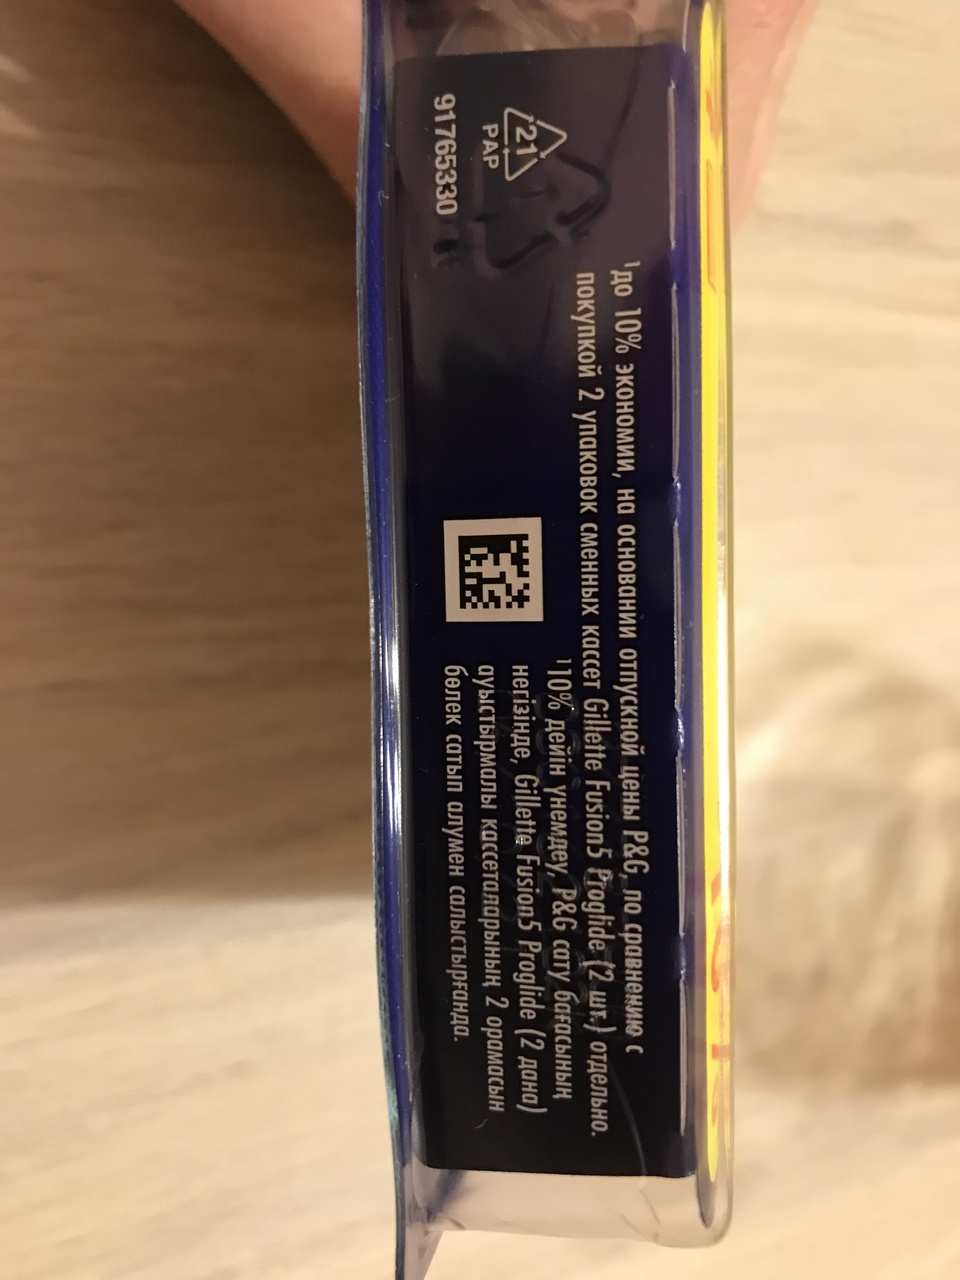 21
PAP
91765330
¹до 10% экономии, на основании отпускной цены P&G, по сравнению с
покупкой 2 упаковок сменных кассет Gillette Fusion5 Proglide (2 шт.) отдельно.
¹10% дейін үнемдеу, P&G сату бағасының
негізінде, Gillette Fusion5 Proglide (2 дана)
ауыстырмалы кассеталарының 2 орамасын
бөлек сатып алумен салыстырғанда.